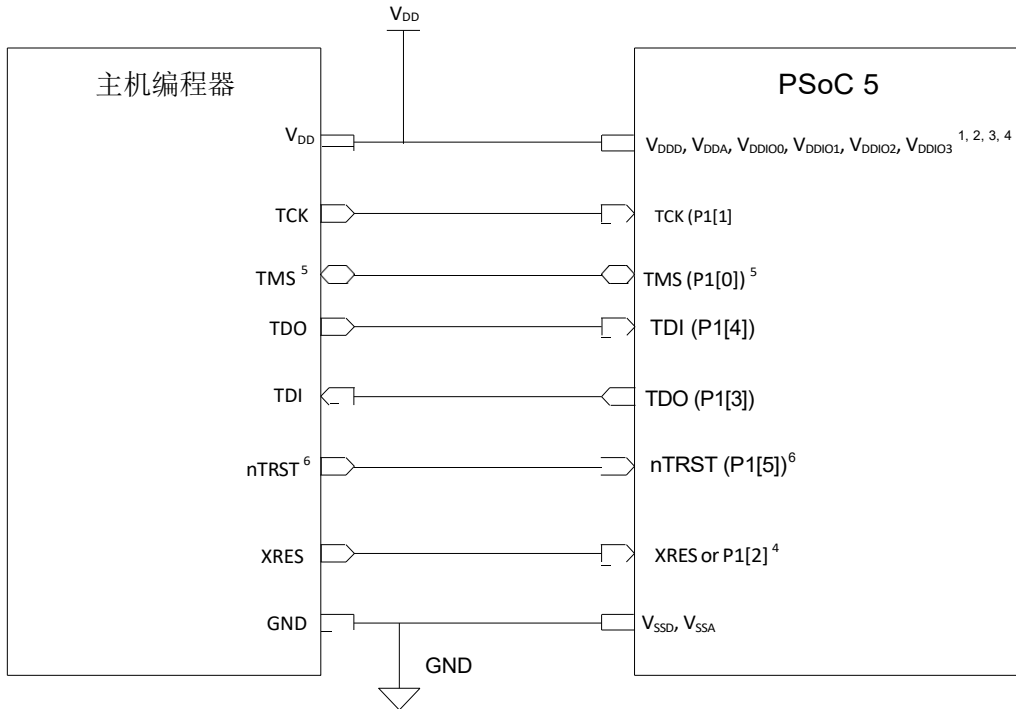 VDD
主机编程器
PSoC 5
VDD
VDDD, VDDA, VDDIO0, VDDIO1, VDDIO2, VDDIO3 1, 2, 3, 4
TCK
TCK (P1[1]
TMS 5
TMS (P1[0]) 5
TDO
TDI (P1[4])
TDI
TDO (P1[3])
nTRST 6
nTRST (P1[5]) 6
XRES
XRES or P1[2] 4
GND
VSSD, VSSA
GND